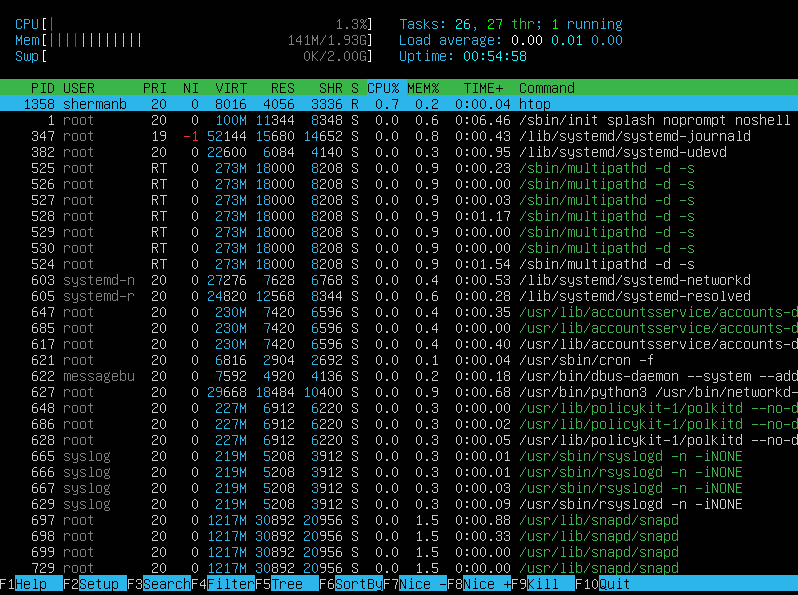 CPU[| 1.3%] Tasks: 26, 27 thr; 1 running
Mem[|||||||||||| 141M/1.93G] Load average: 0.00 0.01 0.00
Swp[ 0K/2.00G] Uptime: 00:54:58
PID USER PRI NI VIRT RES SHR S CPU% MEM% TIME+ Command
1358 shermanb 20 0 8016 4056 3336 R 0.7 0.2 0:00.04 htop
1 root 20 0 100M 11344 8348 S 0.0 0.6 0:06.46 /sbin/init splash noprompt noshell
347 root 19 -1 52144 15680 14652 S 0.0 0.8 0:00.43 /lib/systemd/systemd-journald
382 root 20 0 22600 6084 4140 S 0.0 0.3 0:00.95 /lib/systemd/systemd-udevd
525 root RT 0 273M 18000 8208 S 0.0 0.9 0:00.23 /sbin/multipathd -d -s
526 root RT 0 273M 18000 8208 S 0.0 0.9 0:00.00 /sbin/multipathd -d -s
527 root RT 0 273M 18000 8208 S 0.0 0.9 0:00.03 /sbin/multipathd -d -s
528 root RT 0 273M 18000 8208 S 0.0 0.9 0:01.17 /sbin/multipathd -d -s
529 root RT 0 273M 18000 8208 S 0.0 0.9 0:00.00 /sbin/multipathd -d -s
530 root RT 0 273M 18000 8208 S 0.0 0.9 0:00.00 /sbin/multipathd -d -s
524 root RT 0 273M 18000 8208 S 0.0 0.9 0:01.54 /sbin/multipathd -d -s
603 systemd-n 20 0 27276 7628 6768 S 0.0 0.4 0:00.53 /lib/systemd/systemd-networkd
605 systemd-r 20 0 24820 12568 8344 S 0.0 0.6 0:00.28 /lib/systemd/systemd-resolved
647 root 20 0 230M 7420 6596 S 0.0 0.4 0:00.35 /usr/lib/accountsservice/accounts-d
685 root 20 0 230M 7420 6596 S 0.0 0.4 0:00.00 /usr/lib/accountsservice/accounts-d
617 root 20 0 230M 7420 6596 S 0.0 0.4 0:00.40 /usr/lib/accountsservice/accounts-d
621 root 20 0 6816 2904 2692 S 0.0 0.1 0:00.04 /usr/sbin/cron -f
622 messagebu 20 0 7592 4920 4136 S 0.0 0.2 0:00.18 /usr/bin/dbus-daemon --system --add
627 root 20 0 29668 18484 10400 S 0.0 0.9 0:00.68 /usr/bin/python3 /usr/bin/networkd-
648 root 20 0 227M 6912 6220 S 0.0 0.3 0:00.00 /usr/lib/policykit-1/polkitd --no-d
686 root 20 0 227M 6912 6220 S 0.0 0.3 0:00.02 /usr/lib/policykit-1/polkitd --no-d
628 root 20 0 227M 6912 6220 S 0.0 0.3 0:00.05 /usr/lib/policykit-1/polkitd --no-d
665 syslog 20 0 219M 5208 3912 S 0.0 0.3 0:00.01 /usr/sbin/rsyslogd -n -iNONE
666 syslog 20 0 219M 5208 3912 S 0.0 0.3 0:00.01 /usr/sbin/rsyslogd -n -iNONE
667 syslog 20 0 219M 5208 3912 S 0.0 0.3 0:00.03 /usr/sbin/rsyslogd -n -iNONE
629 syslog 20 0 219M 5208 3912 S 0.0 0.3 0:00.09 /usr/sbin/rsyslogd -n -iNONE
697 root 20 0 1217M 30892 20956 S 0.0 1.5 0:00.88 /usr/lib/snapd/snapd
698 root 20 0 1217M 30892 20956 S 0.0 1.5 0:00.33 /usr/lib/snapd/snapd
699 root 20 0 1217M 30892 20956 S 0.0 1.5 0:00.00 /usr/lib/snapd/snapd
729 root 20 0 1217M 30892 20956 S 0.0 1.5 0:00.00 /usr/lib/snapd/snapd
F1Help F2Setup F3SearchF4FilterF5Tree F6SortByF7Nice -F8Nice +F9Kill F10Quit